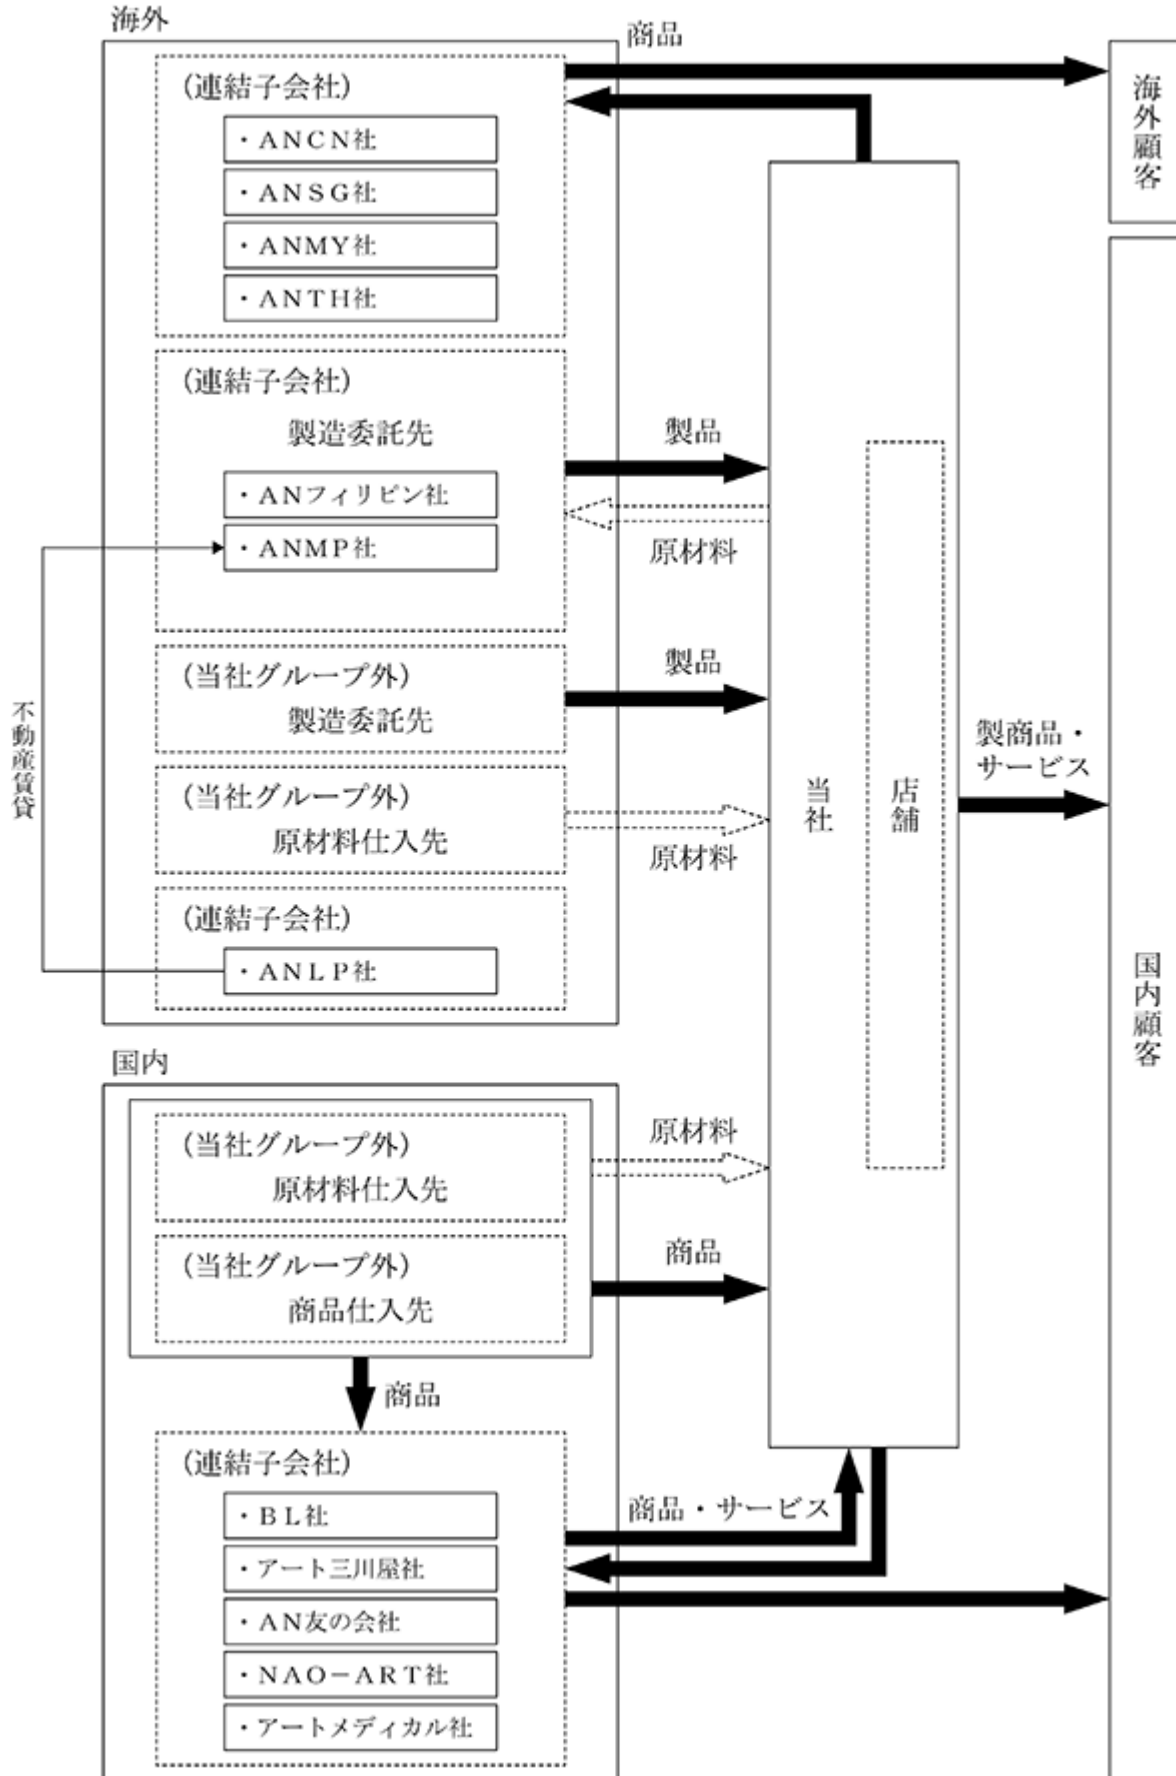 海外
商品
(連結子会社)
・ANCN社
・ANSG社
・ANMY社
・ANTH社
海外顧客
(連結子会社)
製造委託先
・ANフィリピン社
・ANMP社
製品
原材料
(当社グループ外)
製造委託先
製品
不動産賃貸
(当社グループ外)
原材料仕入先
原材料
(連結子会社)
・ANLP社
当社
店舗
製商品・
サービス
国内顧客
国内
(当社グループ外)
原材料仕入先
原材料
(当社グループ外)
商品仕入先
商品
商品
(連結子会社)
・BL社
・アート三川屋社
・AN友の会社
・NAO-ART社
・アートメディカル社
商品・サービス